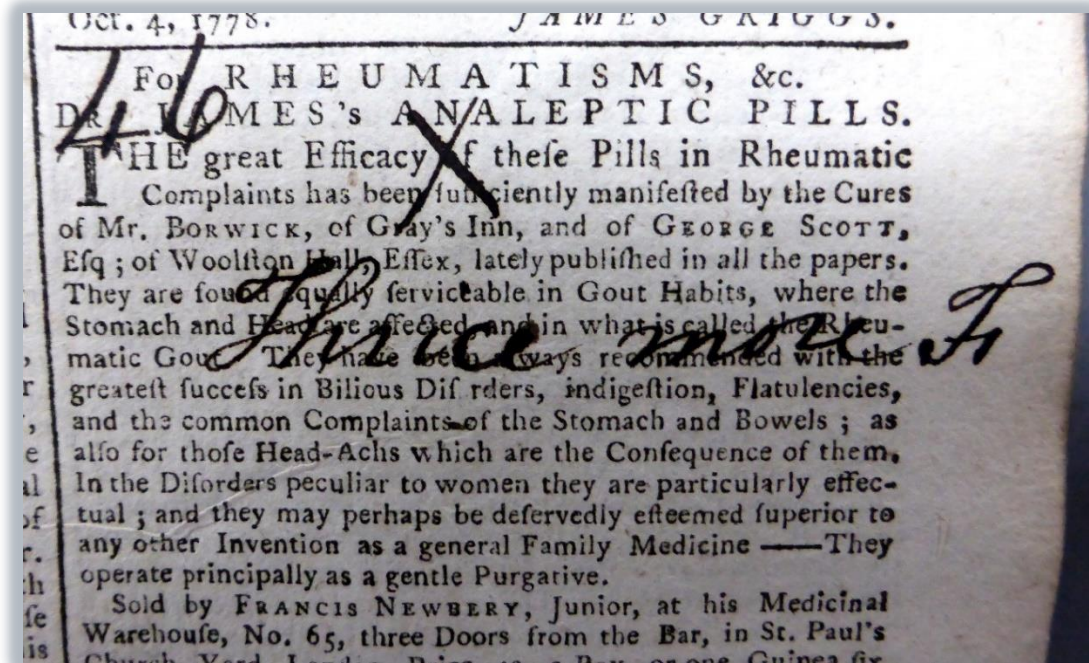 Oct. 4, 1778. JAMES GRIGGS.
For RHEUMATISMS, &c.
Dr. JAMES's ANALEPTIC PILLS.
46
THE great Efficacy of theſe Pills in Rheumatic
Complaints has been ſufficiently manifeſted by the Cures
of Mr. BORWICK, of Gray's Inn, and of GEORGE SCOTT,
Eſq; of Woolſton Hall, Eſſex, lately publiſhed in all the papers.
They are found equally ſerviceable in Gout Habits, where the
Stomach and Head are affected, and in what is called the Rheu-
Thrice more
matic Gout. They have been always recommended with the
greateſt ſucceſs in Bilious Diſ rders, indigeſtion, Flatulencies,
and the common Complaints of the Stomach and Bowels; as
alſo for thoſe Head-Achs which are the Conſequence of them.
In the Diſorders peculiar to women they are particularly effec-
tual; and they may perhaps be deſervedly eſteemed ſuperior to
any other Invention as a general Family Medicine ——They
operate principally as a gentle Purgative.
Sold by FRANCIS NEWBERY, Junior, at his Medicinal
Warehouſe, No. 65, three Doors from the Bar, in St. Paul's